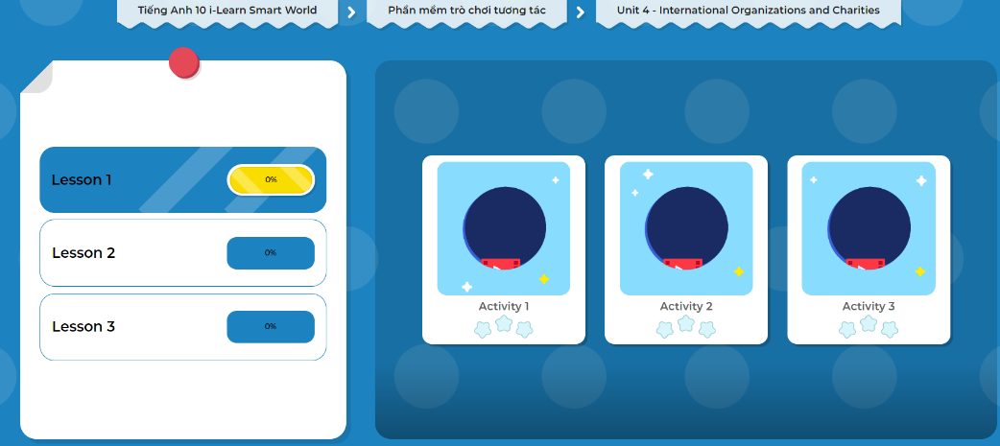 Tiếng Anh 10 i-Learn Smart World
Phần mềm trò chơi tương tác
Unit 4 - International Organizations and Charities
Lesson 1
0%
Lesson 2
0%
Lesson 3
0%
Activity 1
Activity 2
Activity 3